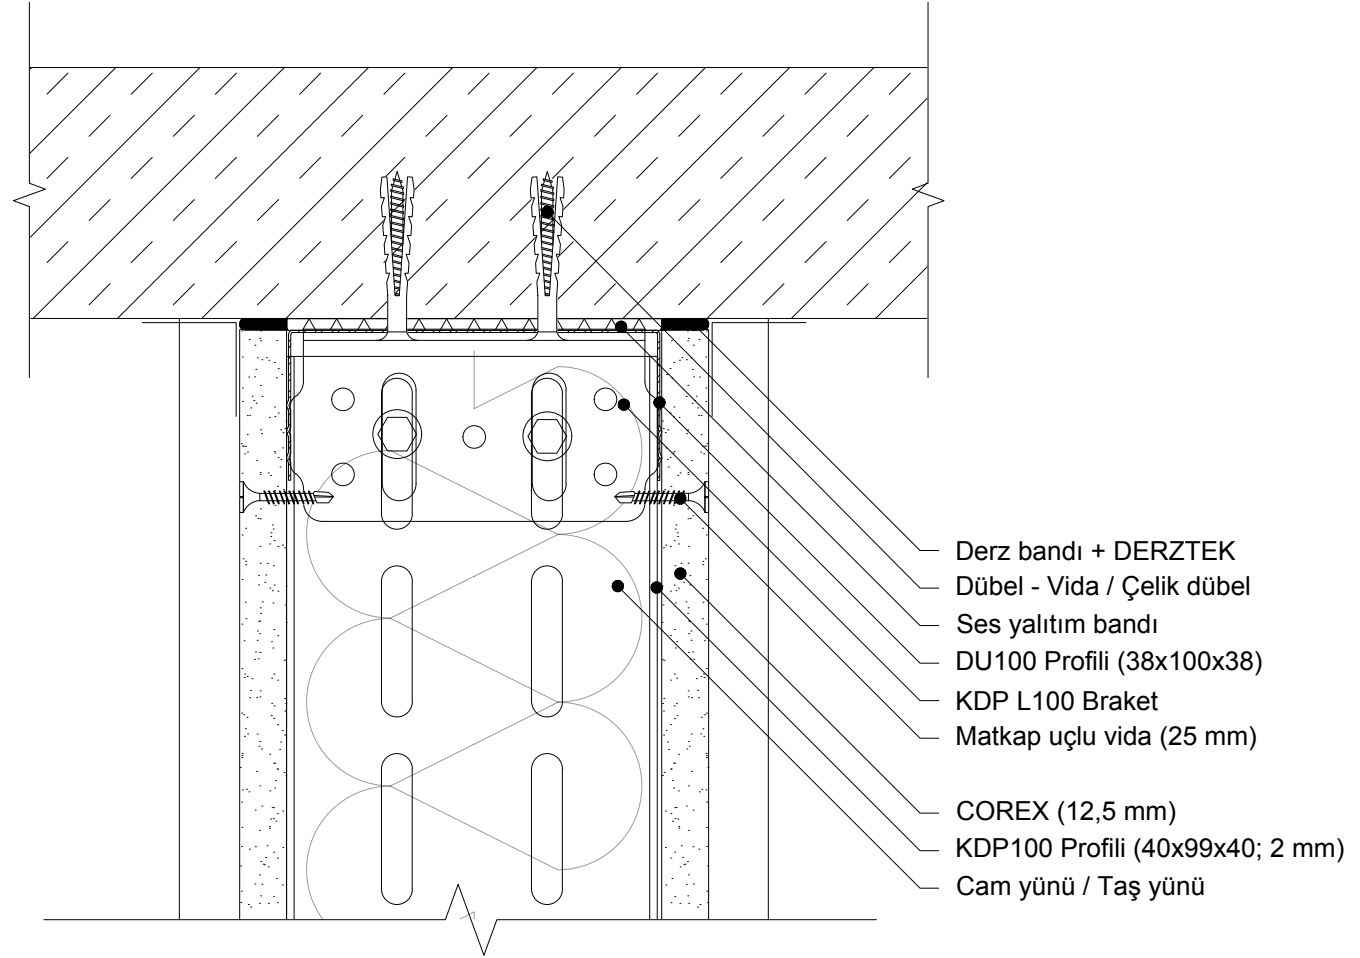 Derz bandı + DERZTEK
Dübel - Vida / Çelik dübel
Ses yalıtım bandı
DU100 Profili (38x100x38)
KDP L100 Braket
Matkap uçlu vida (25 mm)
COREX (12,5 mm)
KDP100 Profili (40x99x40; 2 mm)
Cam yünü / Taş yünü